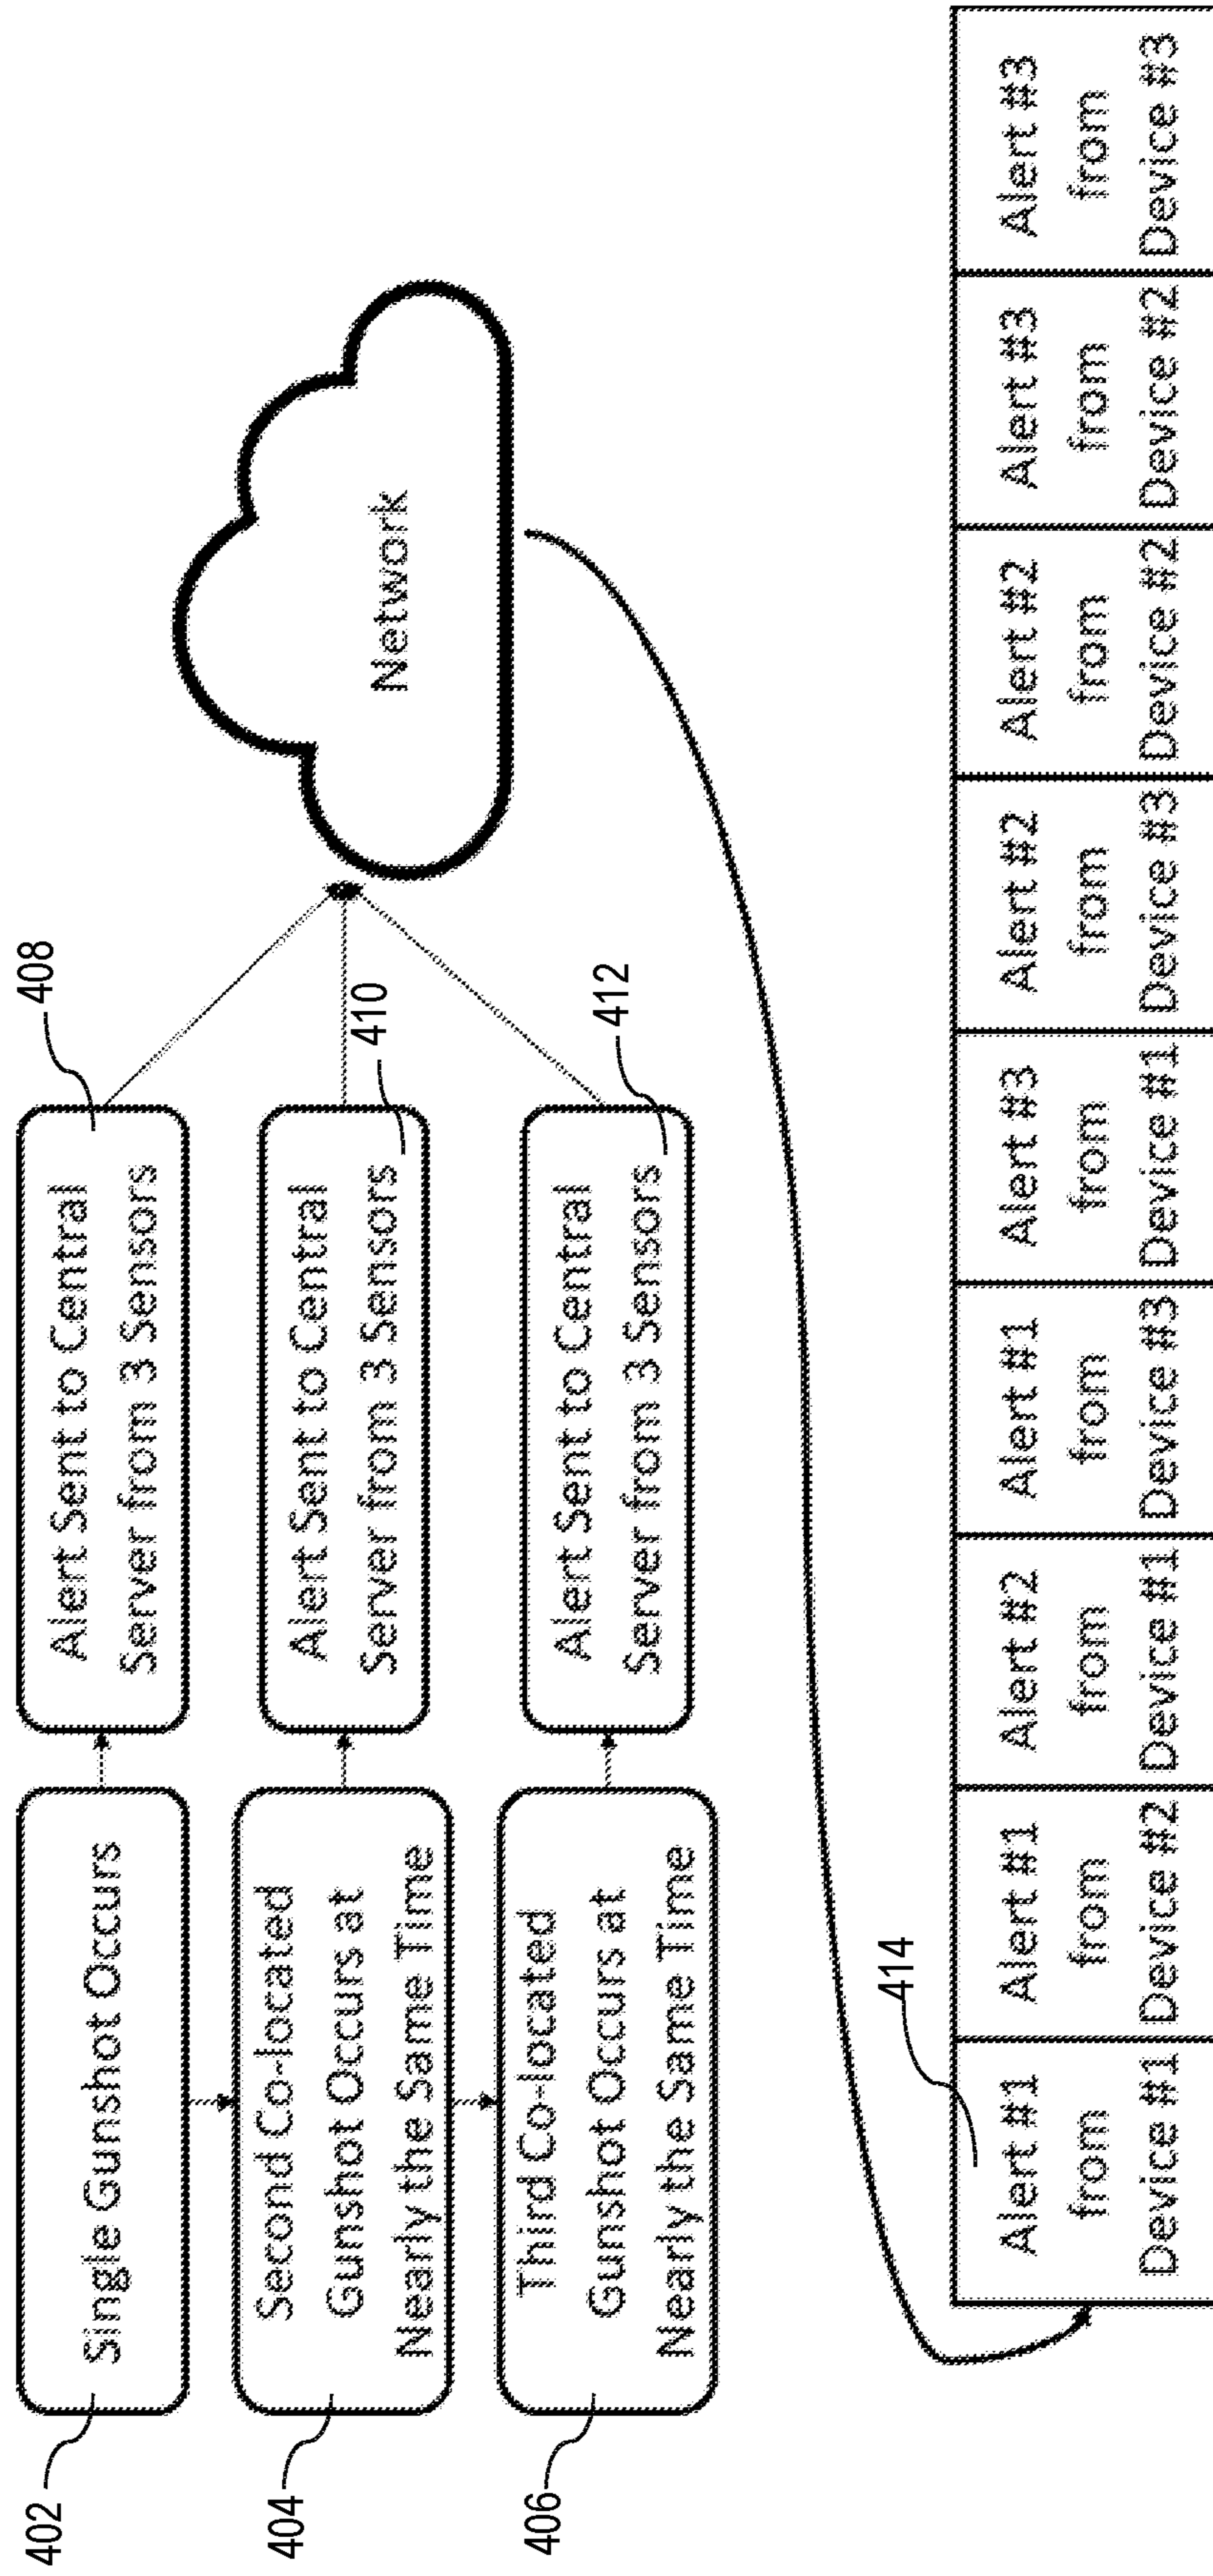 402
Single Gunshot Occurs
Alert Sent to Central
Server from 3 Sensors
408
404
Second Co-located
Gunshot Occurs at
Nearly the Same Time
Alert Sent to Central
Server from 3 Sensors
410
406
Third Co-located
Gunshot Occurs at
Nearly the Same Time
Alert Sent to Central
Server from 3 Sensors
412
Network
414
Alert #1
from
Device #1
Alert #1
from
Device #2
Alert #2
from
Device #1
Alert #1
from
Device #3
Alert #3
from
Device #1
Alert #2
from
Device #3
Alert #2
from
Device #2
Alert #3
from
Device #2
Alert #3
from
Device #3